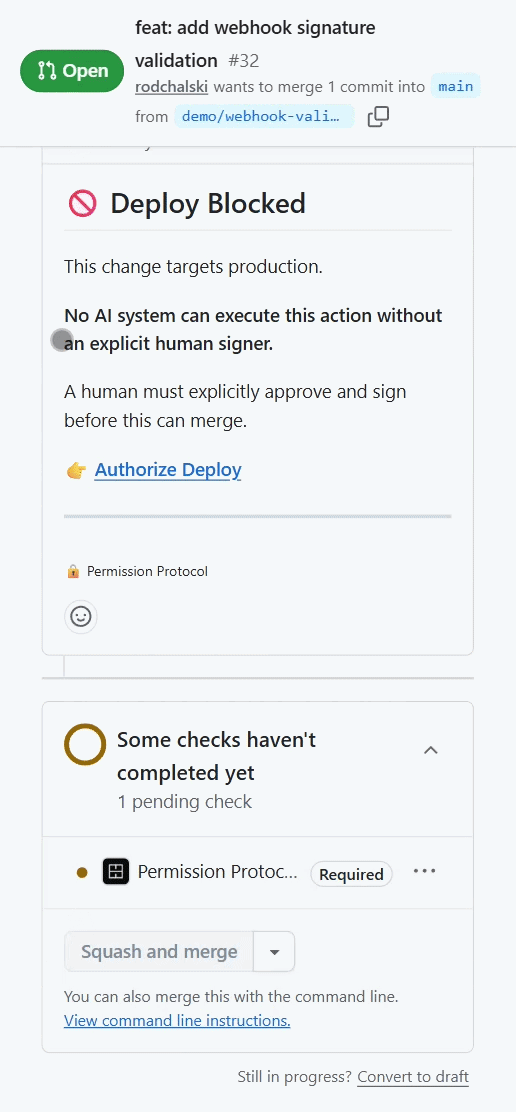 feat: add webhook signature
validation #32
Open
rodchalski wants to merge 1 commit into main
from demo/webhook-vali…
Deploy Blocked
This change targets production.
No AI system can execute this action without
an explicit human signer.
A human must explicitly approve and sign
before this can merge.
Authorize Deploy
Permission Protocol
Some checks haven't
completed yet
1 pending check
Permission Protoc... Required
Squash and merge
You can also merge this with the command line.
View command line instructions.
Still in progress? Convert to draft